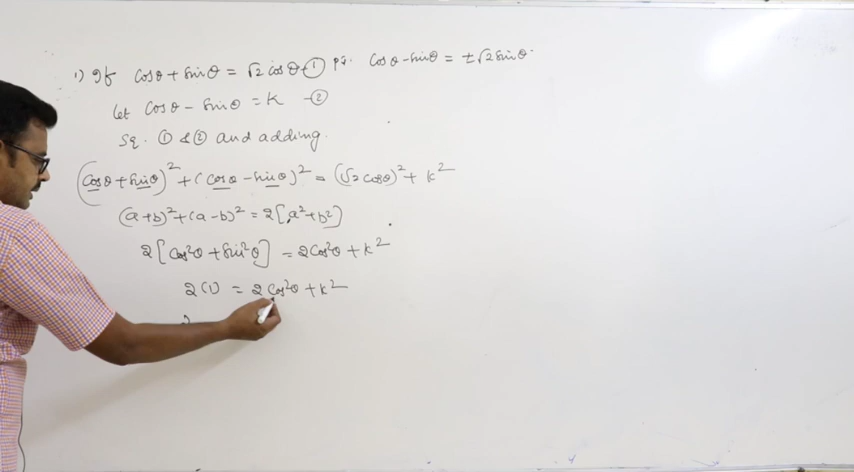 1) If cosθ + sinθ = √2 cosθ -① P.T. cosθ - sinθ = ±√2 sinθ.
Let cosθ - sinθ = k -②
Sq. ① & ② and adding.
(cosθ + sinθ)² + (cosθ - sinθ)² = (√2 cosθ)² + k²
(a+b)² + (a-b)² = 2[a²+b²]
2[cos²θ + sin²θ] = 2cos²θ + k²
2(1) = 2cos²θ + k²